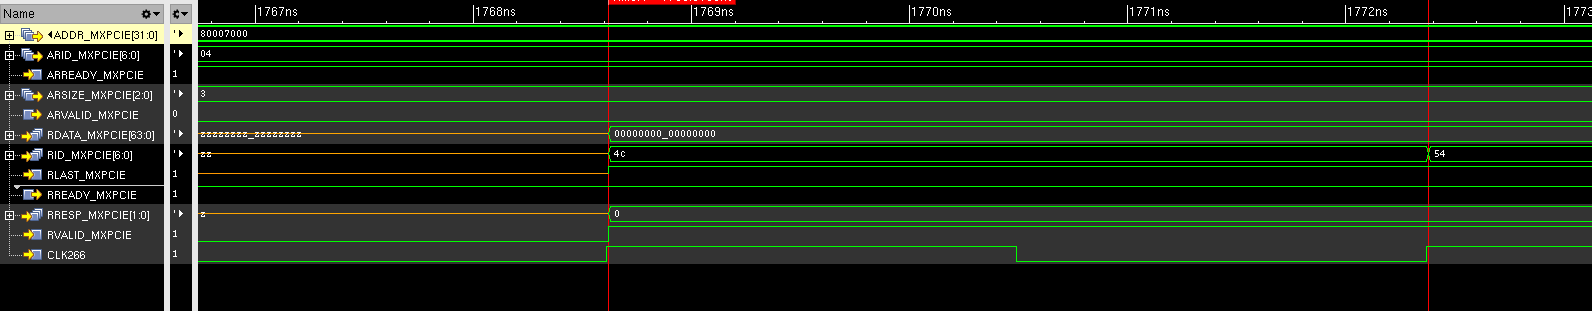 Name
1767ns 1768ns 1769ns 1770ns 1771ns 1772ns 1773
ADDR_MXPCIE[31:0] 80007000
ARID_MXPCIE[6:0] 04
ARREADY_MXPCIE 1
ARSIZE_MXPCIE[2:0] 3
ARVALID_MXPCIE 0
RDATA_MXPCIE[63:0] zzzzzzzz_zzzzzzzz 00000000_00000000
RID_MXPCIE[6:0] zz 4c 54
RLAST_MXPCIE 1
RREADY_MXPCIE 1
RRESP_MXPCIE[1:0] z 0
RVALID_MXPCIE 1
CLK266 1